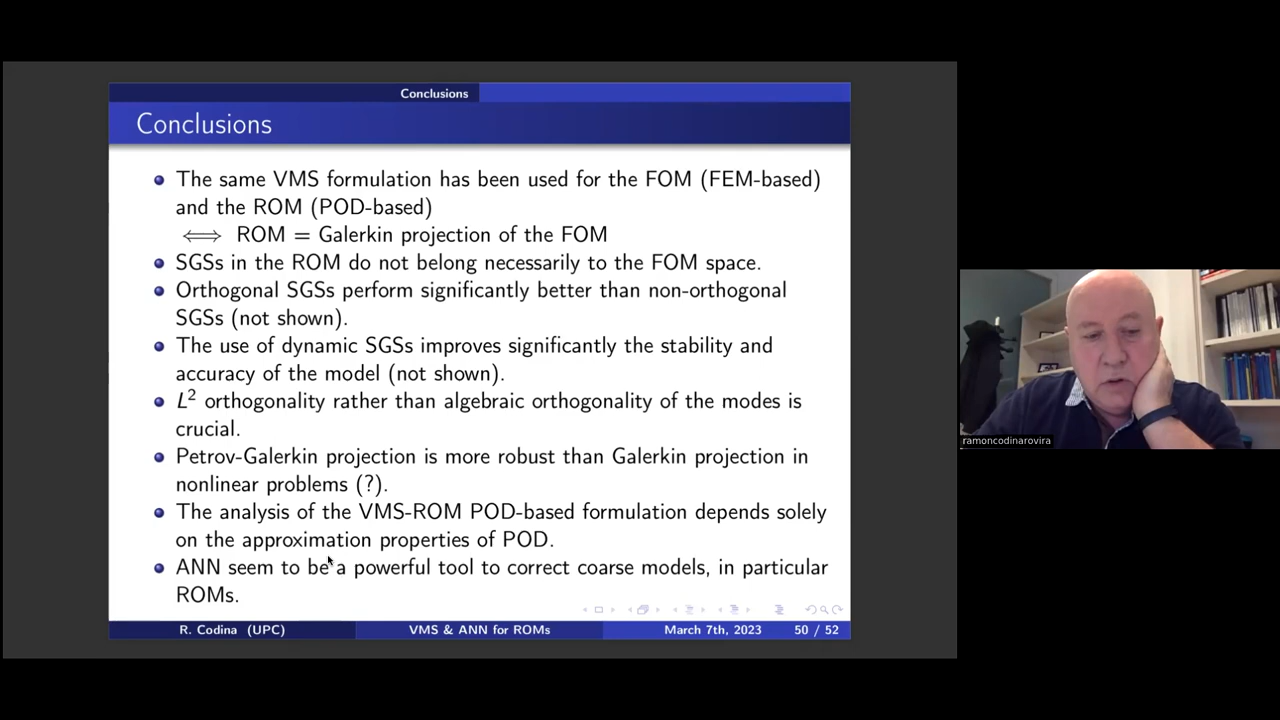 Conclusions
Conclusions
The same VMS formulation has been used for the FOM (FEM-based)
and the ROM (POD-based)
⟺ ROM = Galerkin projection of the FOM
SGSs in the ROM do not belong necessarily to the FOM space.
Orthogonal SGSs perform significantly better than non-orthogonal
SGSs (not shown).
The use of dynamic SGSs improves significantly the stability and
accuracy of the model (not shown).
L² orthogonality rather than algebraic orthogonality of the modes is
crucial.
Petrov-Galerkin projection is more robust than Galerkin projection in
nonlinear problems (?).
The analysis of the VMS-ROM POD-based formulation depends solely
on the approximation properties of POD.
ANN seem to be a powerful tool to correct coarse models, in particular
ROMs.
R. Codina (UPC) VMS & ANN for ROMs March 7th, 2023 50 / 52
ramoncodinarovira